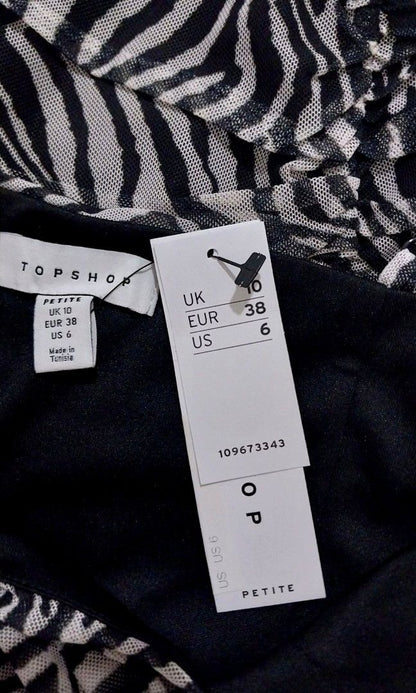 TOPSHOP
PETITE
UK 10
EUR 38
US 6
Made in
Tunisia
UK 10
EUR 38
US 6
109673343
OP
US US 6
PETITE